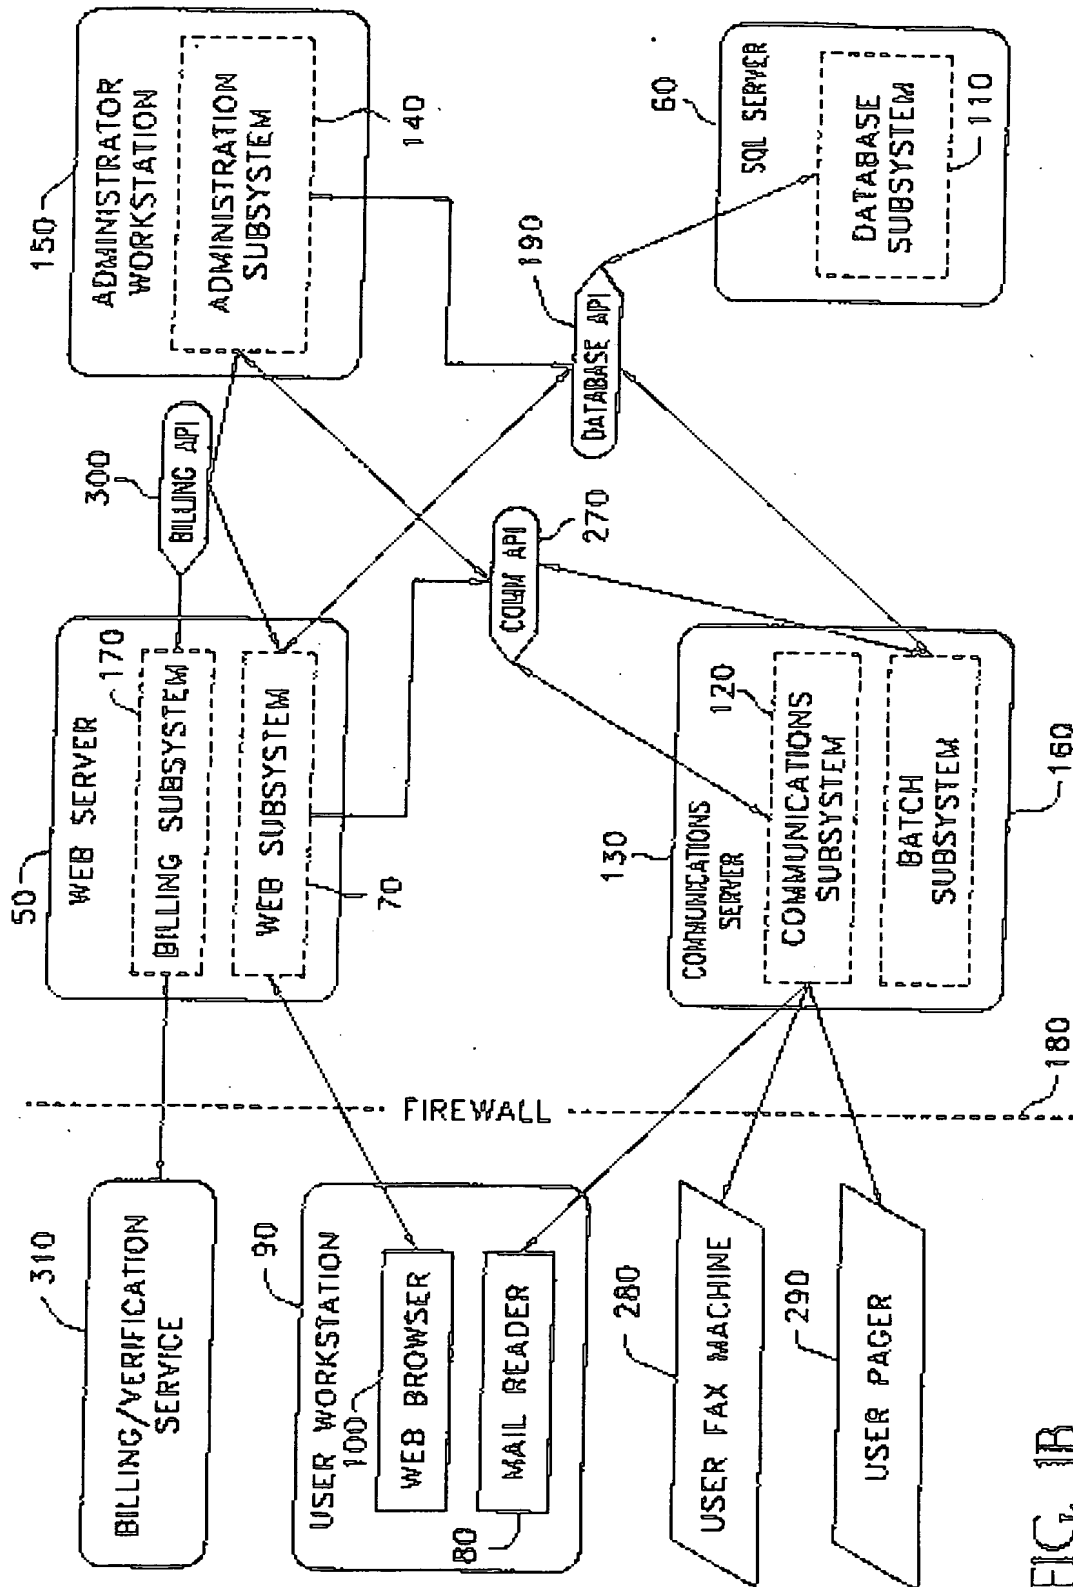 310
BILLING/VERIFICATION
SERVICE
90
USER WORKSTATION
100
WEB BROWSER
MAIL READER
80
280
USER FAX MACHINE
290
USER PAGER
FIREWALL
180
50
WEB SERVER
170
BILLING SUBSYSTEM
WEB SUBSYSTEM
70
300
BILLING API
150
ADMINISTRATOR
WORKSTATION
ADMINISTRATION
SUBSYSTEM
140
COMM API
270
190
DATABASE API
130
COMMUNICATIONS
SERVER
120
COMMUNICATIONS
SUBSYSTEM
BATCH
SUBSYSTEM
160
60
SQL SERVER
DATABASE
SUBSYSTEM
110
FIG. 1B